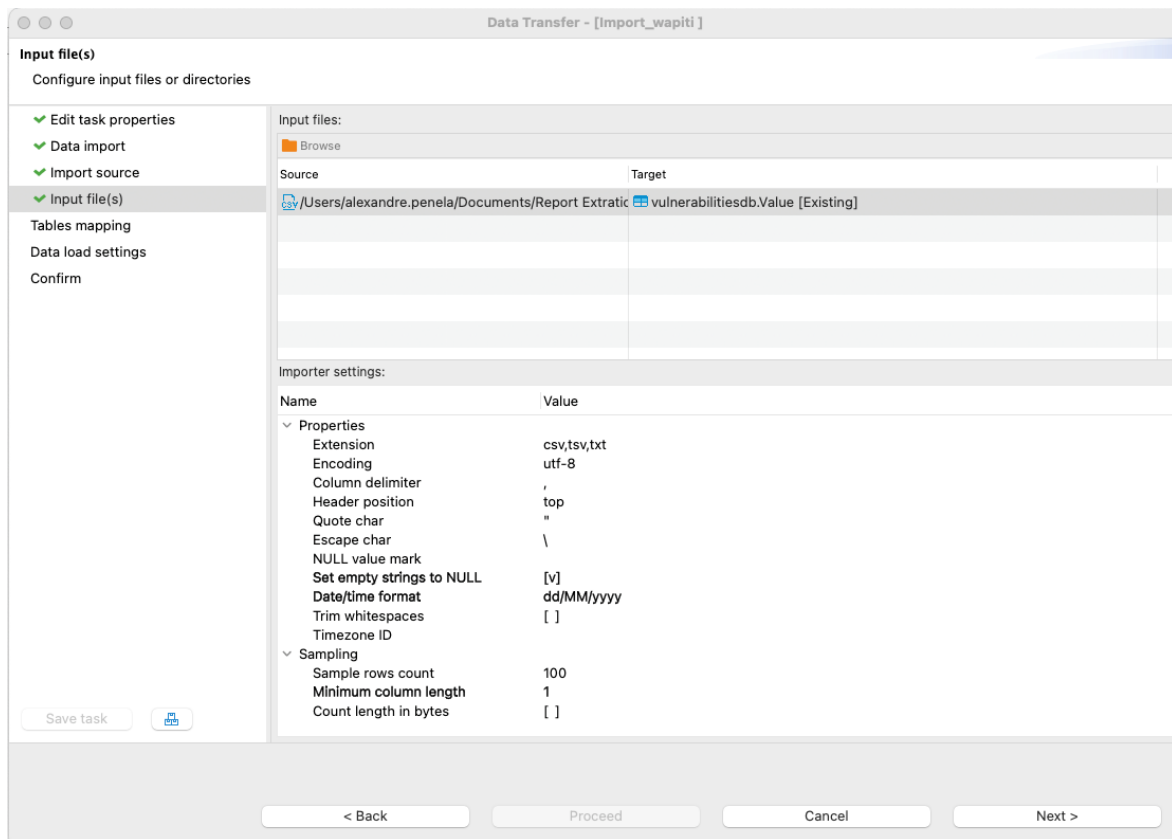 Data Transfer - [Import_wapiti ]
Input file(s)
Configure input files or directories
Edit task properties
Data import
Import source
Input file(s)
Tables mapping
Data load settings
Confirm
Save task
Input files:
Browse
Source Target
CSV /Users/alexandre.penela/Documents/Report Extratic vulnerabilitiesdb.Value [Existing]
Importer settings:
Name Value
Properties
Extension csv,tsv,txt
Encoding utf-8
Column delimiter ,
Header position top
Quote char "
Escape char \
NULL value mark
Set empty strings to NULL [v]
Date/time format dd/MM/yyyy
Trim whitespaces [ ]
Timezone ID
Sampling
Sample rows count 100
Minimum column length 1
Count length in bytes [ ]
< Back Proceed Cancel Next >